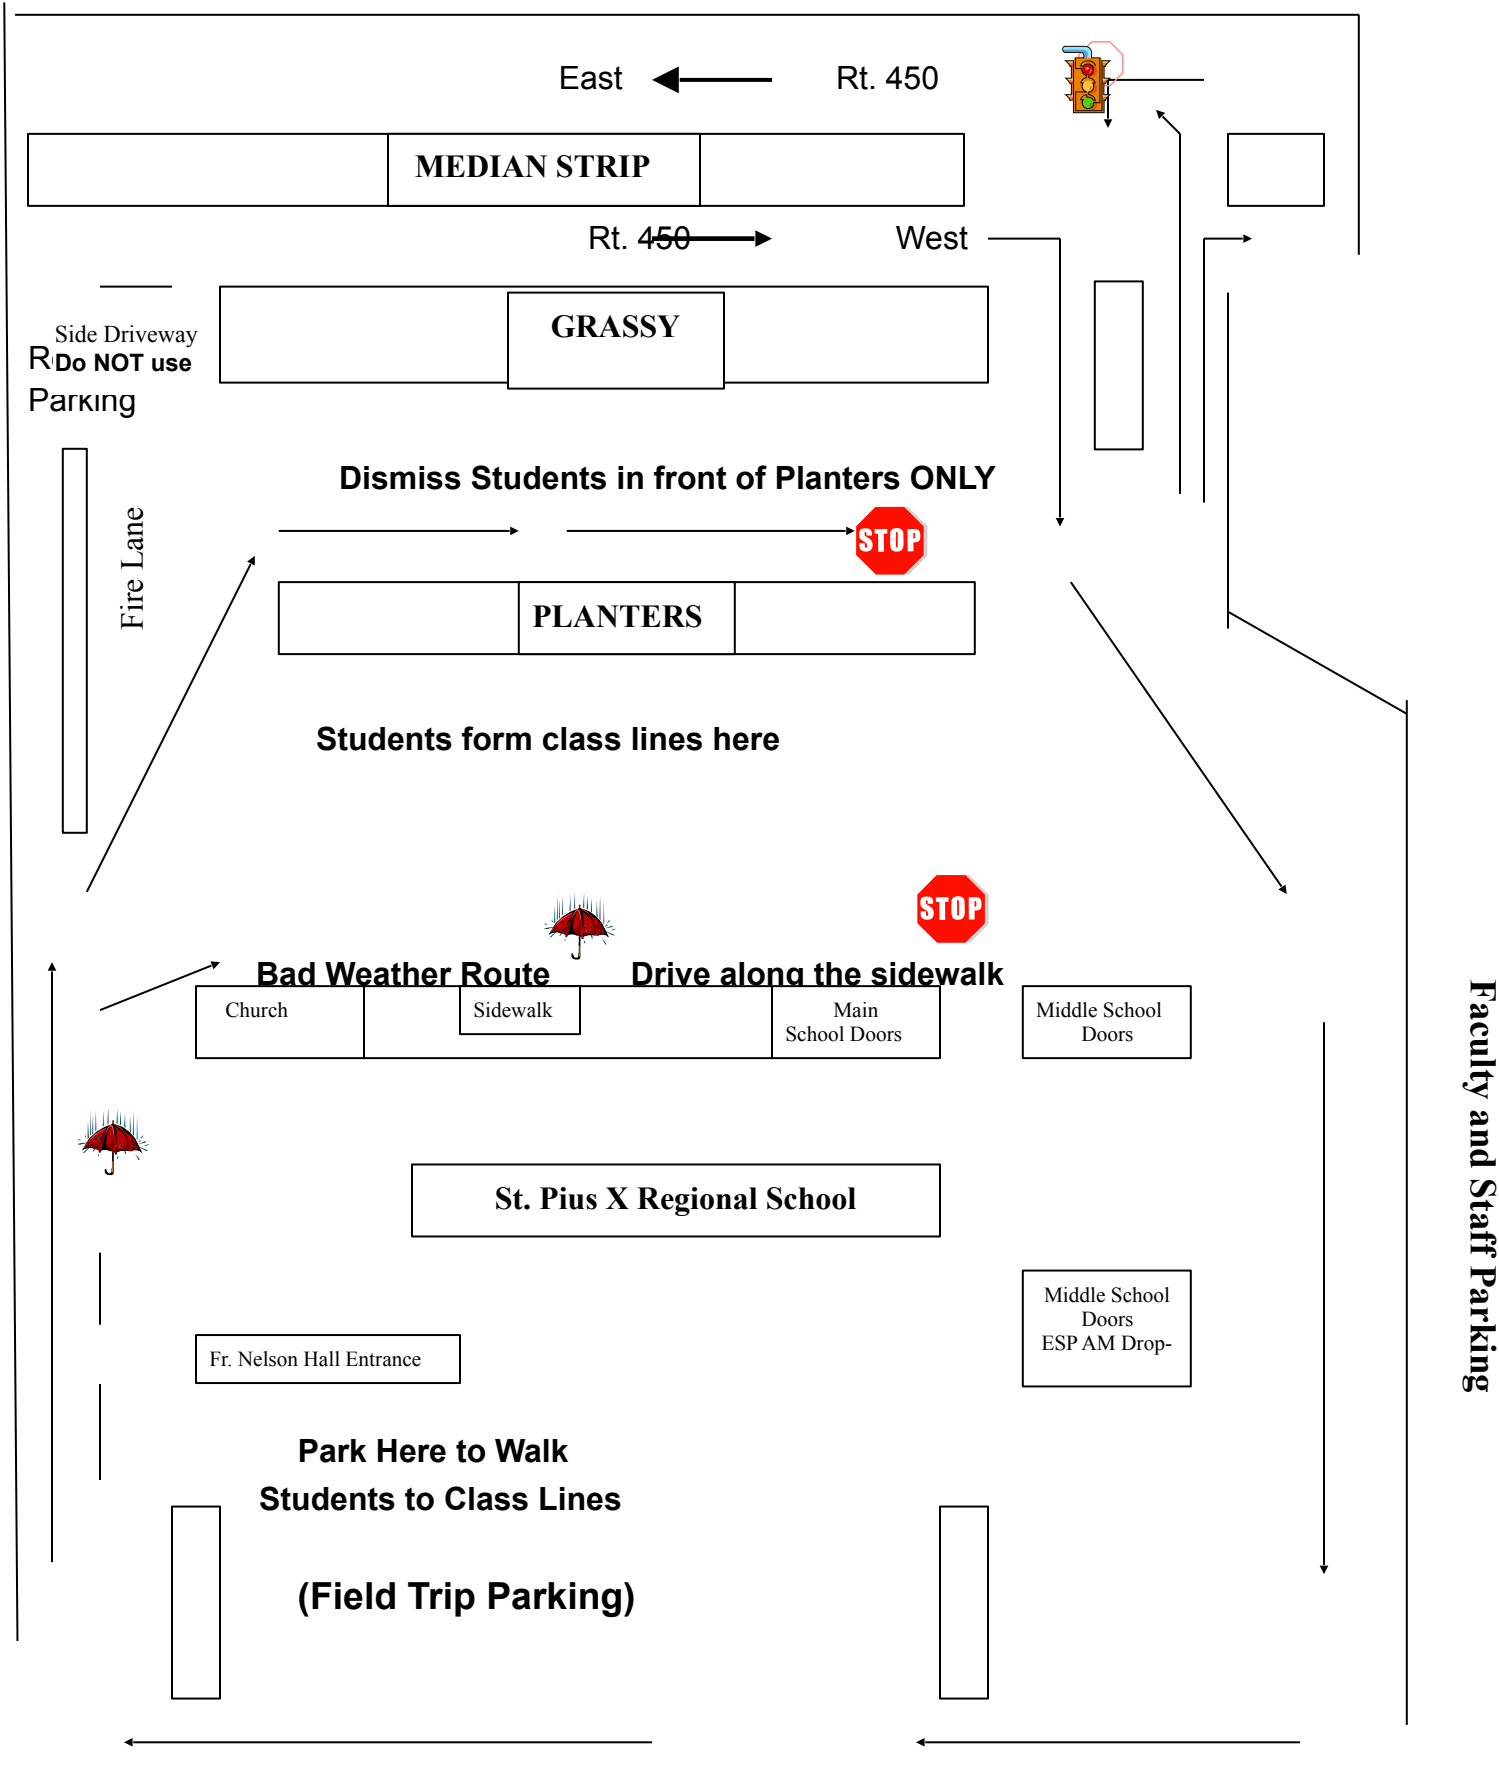 East
Rt. 450
MEDIAN STRIP
Rt. 450
West
Side Driveway
Do NOT use
Parking
GRASSY
Dismiss Students in front of Planters ONLY
STOP
Fire Lane
PLANTERS
Students form class lines here
STOP
Bad Weather Route
Drive along the sidewalk
Church
Sidewalk
Main
School Doors
Middle School
Doors
Faculty and Staff Parking
St. Pius X Regional School
Middle School
Doors
ESP AM Drop-
Fr. Nelson Hall Entrance
Park Here to Walk
Students to Class Lines
(Field Trip Parking)